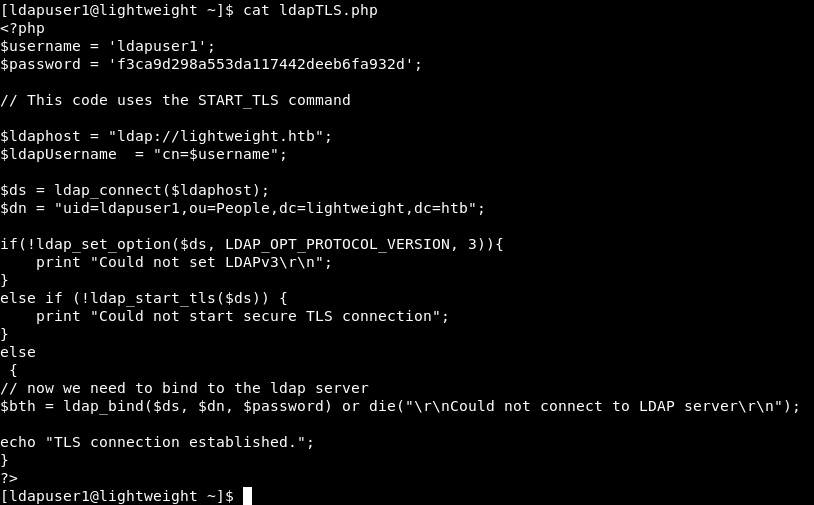 [ldapuser1@lightweight ~]$ cat ldapTLS.php
<?php
$username = 'ldapuser1';
$password = 'f3ca9d298a553da117442deeb6fa932d';
// This code uses the START_TLS command
$ldaphost = "ldap://lightweight.htb";
$ldapUsername  = "cn=$username";
$ds = ldap_connect($ldaphost);
$dn = "uid=ldapuser1,ou=People,dc=lightweight,dc=htb";
if(!ldap_set_option($ds, LDAP_OPT_PROTOCOL_VERSION, 3)){
    print "Could not set LDAPv3\r\n";
}
else if (!ldap_start_tls($ds)) {
    print "Could not start secure TLS connection";
}
else
 {
// now we need to bind to the ldap server
$bth = ldap_bind($ds, $dn, $password) or die("\r\nCould not connect to LDAP server\r\n");
echo "TLS connection established.";
}
?>
[ldapuser1@lightweight ~]$